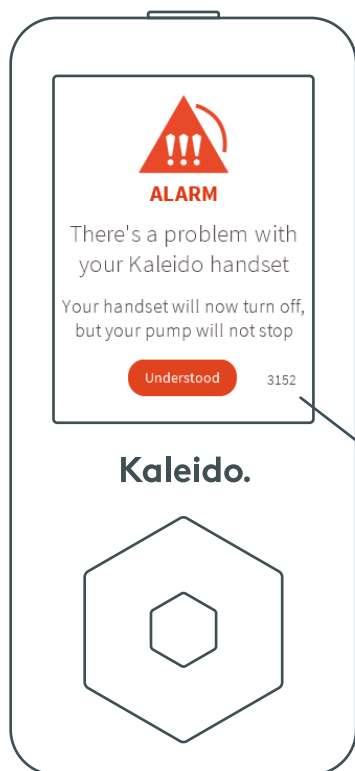 !!!
ALARM
There's a problem with
your Kaleido handset
Your handset will now turn off,
but your pump will not stop
Understood
3152
Kaleido.